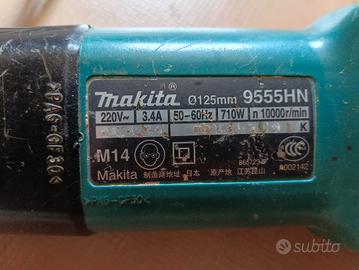 >PA6-GF30<
makita® Ø125mm 9555HN
220V~ 3.4A 50-60Hz 710W n 10000r/min
K
M14
Makita 制造商地址 日本 原产地 江苏昆山
A002142
>PA6-GF30<
subito